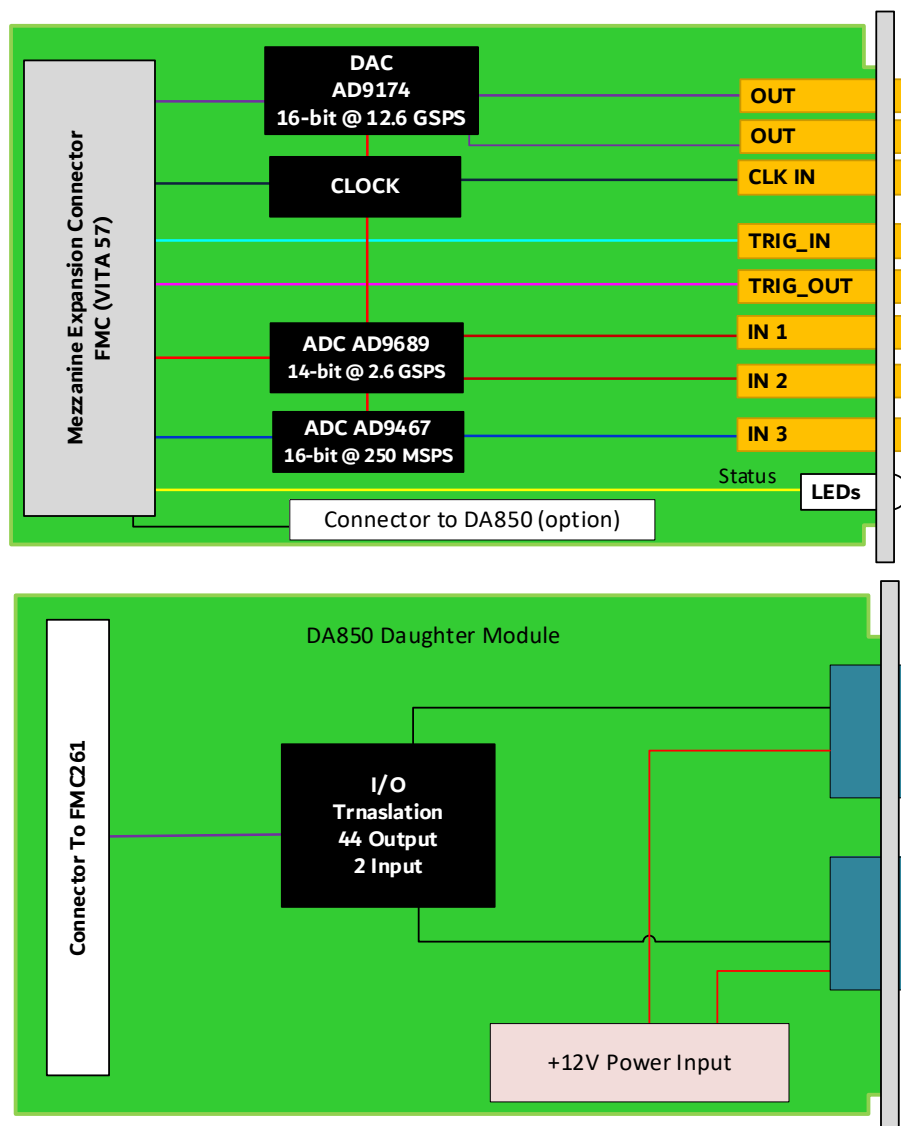 DAC
AD9174
16-bit @ 12.6 GSPS
OUT
OUT
CLOCK
CLK IN
Mezzanine Expansion Connector
FMC (VITA 57)
TRIG_IN
TRIG_OUT
ADC AD9689
14-bit @ 2.6 GSPS
IN 1
IN 2
ADC AD9467
16-bit @ 250 MSPS
IN 3
Status
LEDs
Connector to DA850 (option)
DA850 Daughter Module
Connector To FMC261
I/O
Trnaslation
44 Output
2 Input
+12V Power Input